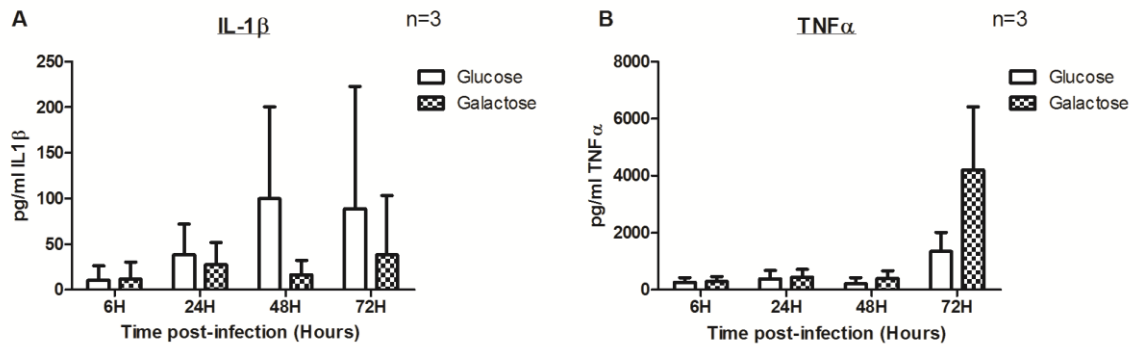 A
IL-1β
n=3
250
200
150
100
50
0
pg/ml IL1β
6H 24H 48H 72H
Time post-infection (Hours)
Glucose
Galactose
B
TNFα
n=3
8000
6000
4000
2000
0
pg/ml TNFα
6H 24H 48H 72H
Time post-infection (Hours)
Glucose
Galactose